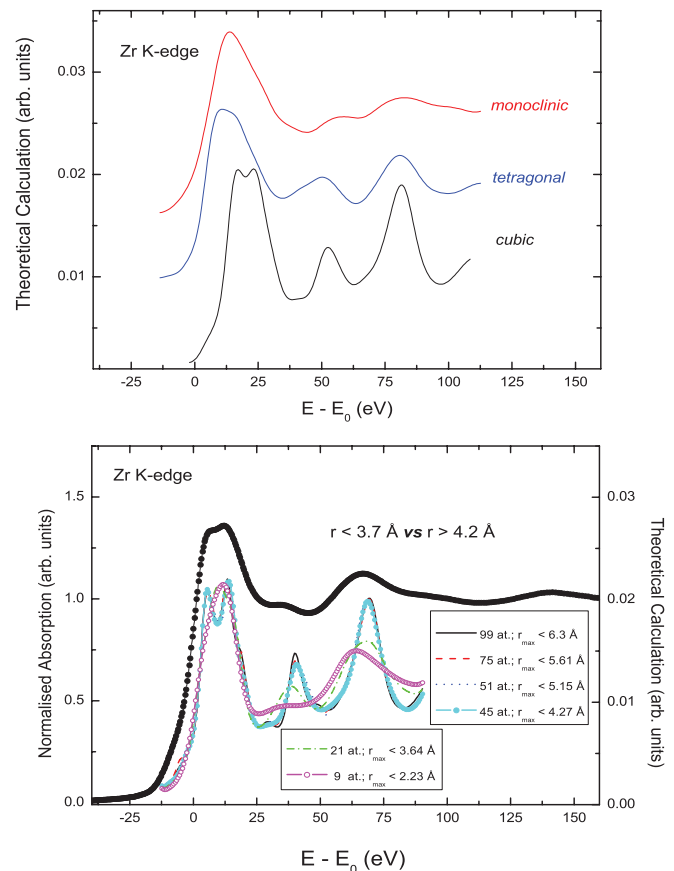 Zr K-edge
Theoretical Calculation (arb. units)
0.03
0.02
0.01
monoclinic
tetragonal
cubic
-25 0 25 50 75 100 125 150
E - E0 (eV)
Zr K-edge
r < 3.7 Å vs r > 4.2 Å
Normalised Absorption (arb. units)
1.5
1.0
0.5
0.0
Theoretical Calculation (arb. units)
0.03
0.02
0.01
0.00
99 at.; rmax < 6.3 Å
75 at.; rmax < 5.61 Å
51 at.; rmax < 5.15 Å
45 at.; rmax < 4.27 Å
21 at.; rmax < 3.64 Å
9 at.; rmax < 2.23 Å
-25 0 25 50 75 100 125 150
E - E0 (eV)